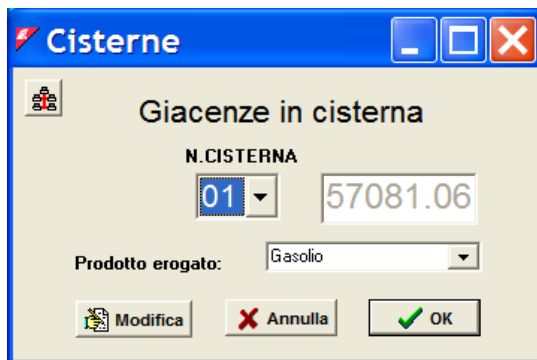 Cisterne
Giacenze in cisterna
N.CISTERNA
01 57081.06
Prodotto erogato: Gasolio
Modifica Annulla OK